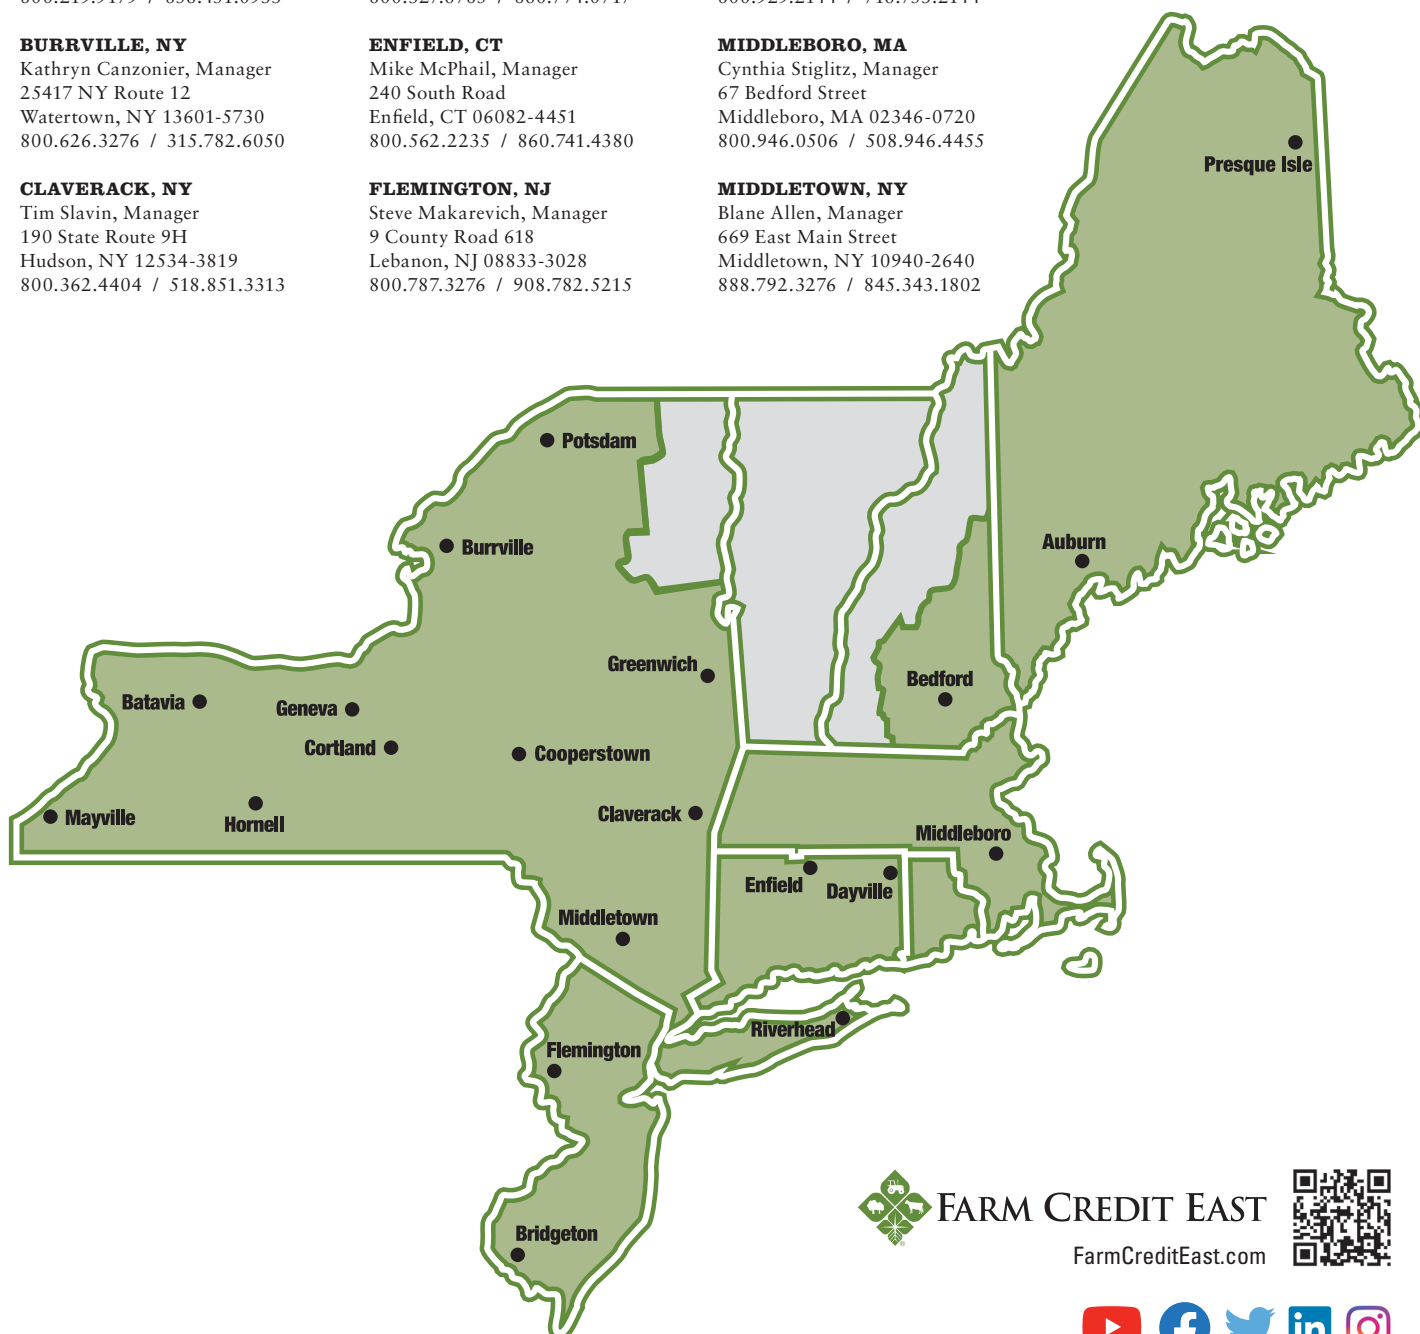 BURRVILLE, NY
Kathryn Canzonier, Manager
25417 NY Route 12
Watertown, NY 13601-5730
800.626.3276 / 315.782.6050
CLAVERACK, NY
Tim Slavin, Manager
190 State Route 9H
Hudson, NY 12534-3819
800.362.4404 / 518.851.3313
ENFIELD, CT
Mike McPhail, Manager
240 South Road
Enfield, CT 06082-4451
800.562.2235 / 860.741.4380
FLEMINGTON, NJ
Steve Makarevich, Manager
9 County Road 618
Lebanon, NJ 08833-3028
800.787.3276 / 908.782.5215
MIDDLEBORO, MA
Cynthia Stiglitz, Manager
67 Bedford Street
Middleboro, MA 02346-0720
800.946.0506 / 508.946.4455
MIDDLETOWN, NY
Blane Allen, Manager
669 East Main Street
Middletown, NY 10940-2640
888.792.3276 / 845.343.1802
Presque Isle
Potsdam
Burrville
Auburn
Greenwich
Bedford
Batavia
Geneva
Cortland
Cooperstown
Mayville
Hornell
Claverack
Middleboro
Enfield
Dayville
Middletown
Riverhead
Flemington
Bridgeton
FARM CREDIT EAST
FarmCreditEast.com
in